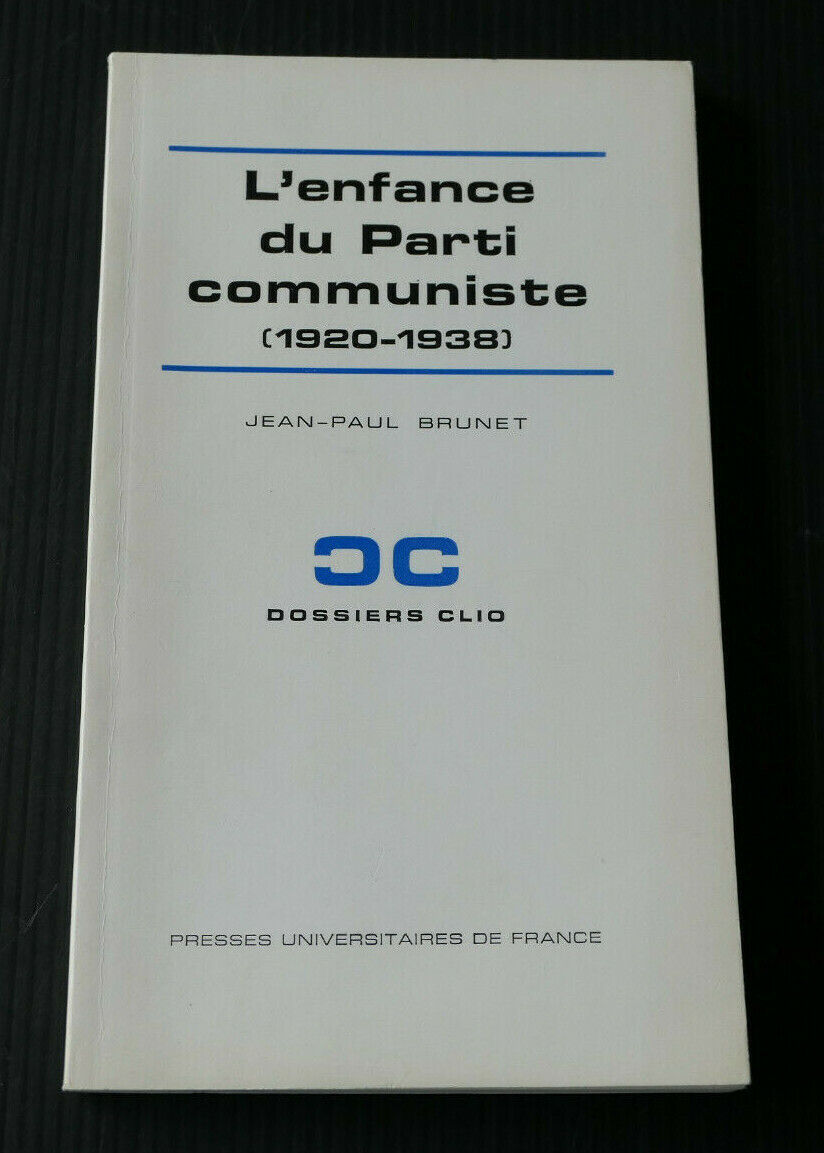 L'enfance
du Parti
communiste
(1920-1938)
JEAN-PAUL BRUNET
DOSSIERS CLIO
PRESSES UNIVERSITAIRES DE FRANCE